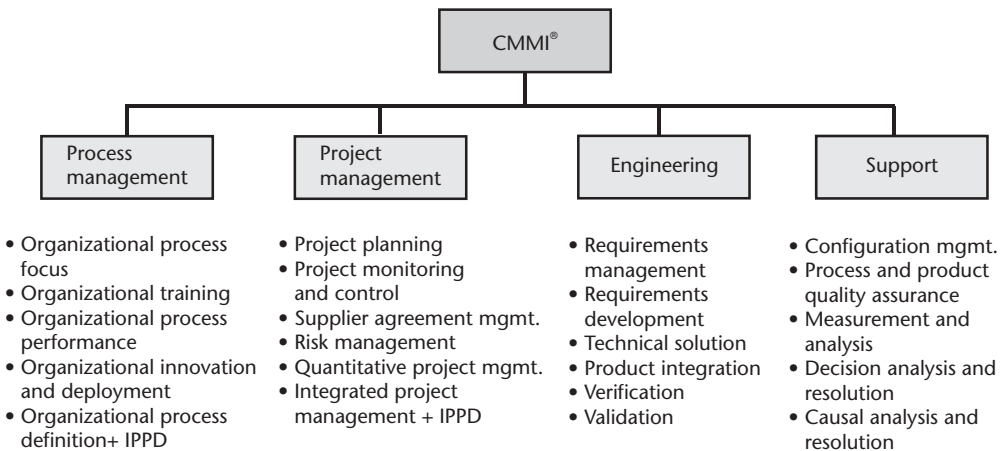 CMMI®
Process
management
Project
management
Engineering
Support
• Organizational process
focus
• Organizational training
• Organizational process
performance
• Organizational innovation
and deployment
• Organizational process
definition+ IPPD
• Project planning
• Project monitoring
and control
• Supplier agreement mgmt.
• Risk management
• Quantitative project mgmt.
• Integrated project
management + IPPD
• Requirements
management
• Requirements
development
• Technical solution
• Product integration
• Verification
• Validation
• Configuration mgmt.
• Process and product
quality assurance
• Measurement and
analysis
• Decision analysis and
resolution
• Causal analysis and
resolution